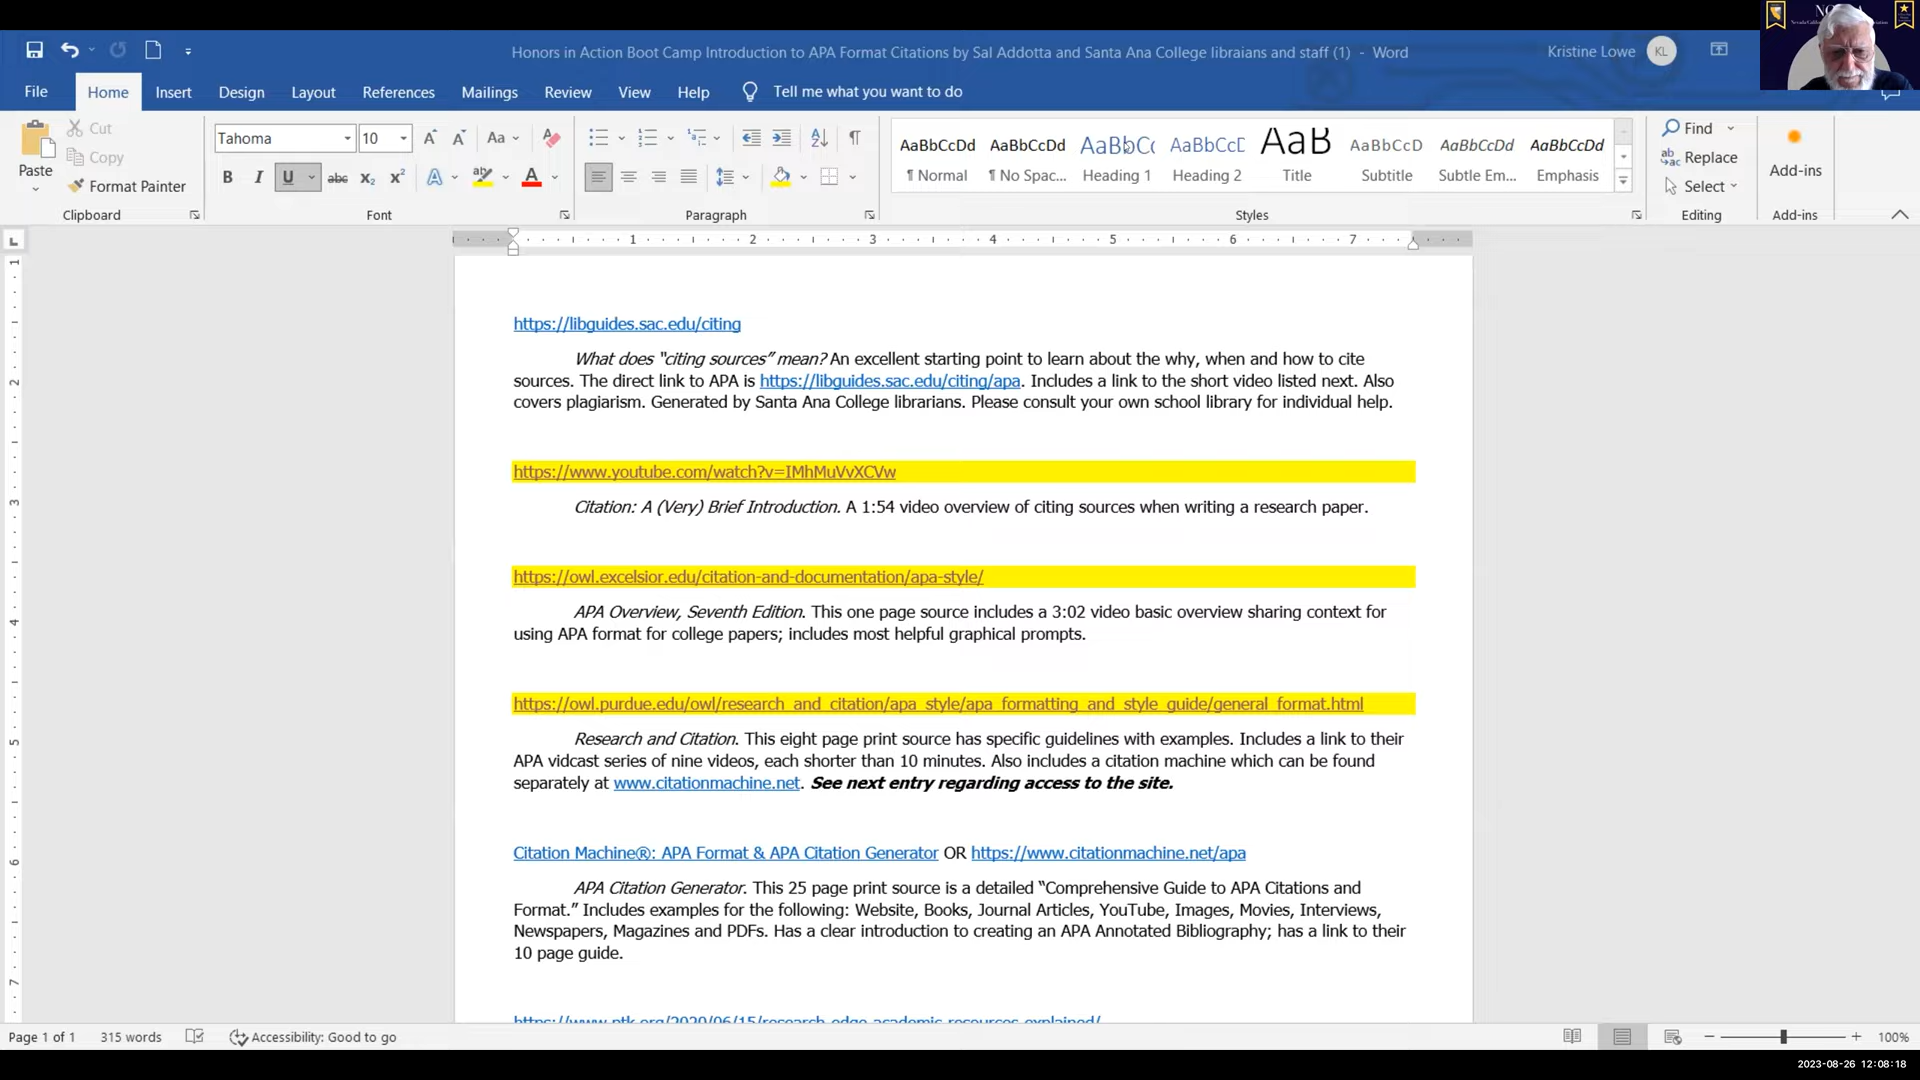 Honors in Action Boot Camp Introduction to APA Format Citations by Sal Addotta and Santa Ana College libraians and staff (1) - Word
Kristine Lowe
KL
File Home Insert Design Layout References Mailings Review View Help Tell me what you want to do
Paste
Cut
Copy
Format Painter
Clipboard
Tahoma 10
Aa
B I U abc x₂ x² A ab A
Font
Paragraph
AaBbCcDd AaBbCcDd AaBbCc AaBbCcE AaB AaBbCcD AaBbCcDd AaBbCcDd
¶ Normal ¶ No Spac... Heading 1 Heading 2 Title Subtitle Subtle Em... Emphasis
Styles
Find
Replace
Select
Editing
Add-ins
Add-ins
1 2 3 4 5 6 7
https://libguides.sac.edu/citing
What does “citing sources” mean? An excellent starting point to learn about the why, when and how to cite
sources. The direct link to APA is https://libguides.sac.edu/citing/apa. Includes a link to the short video listed next. Also
covers plagiarism. Generated by Santa Ana College librarians. Please consult your own school library for individual help.
https://www.youtube.com/watch?v=IMhMuVvXCVw
Citation: A (Very) Brief Introduction. A 1:54 video overview of citing sources when writing a research paper.
https://owl.excelsior.edu/citation-and-documentation/apa-style/
APA Overview, Seventh Edition. This one page source includes a 3:02 video basic overview sharing context for
using APA format for college papers; includes most helpful graphical prompts.
https://owl.purdue.edu/owl/research_and_citation/apa_style/apa_formatting_and_style_guide/general_format.html
Research and Citation. This eight page print source has specific guidelines with examples. Includes a link to their
APA vidcast series of nine videos, each shorter than 10 minutes. Also includes a citation machine which can be found
separately at www.citationmachine.net. See next entry regarding access to the site.
Citation Machine®: APA Format & APA Citation Generator OR https://www.citationmachine.net/apa
APA Citation Generator. This 25 page print source is a detailed “Comprehensive Guide to APA Citations and
Format.” Includes examples for the following: Website, Books, Journal Articles, YouTube, Images, Movies, Interviews,
Newspapers, Magazines and PDFs. Has a clear introduction to creating an APA Annotated Bibliography; has a link to their
10 page guide.
https://www.ptk.org/2020/06/15/research-edge-academic-resources-explained/
Page 1 of 1 315 words Accessibility: Good to go 100%
2023-08-26 12:08:18